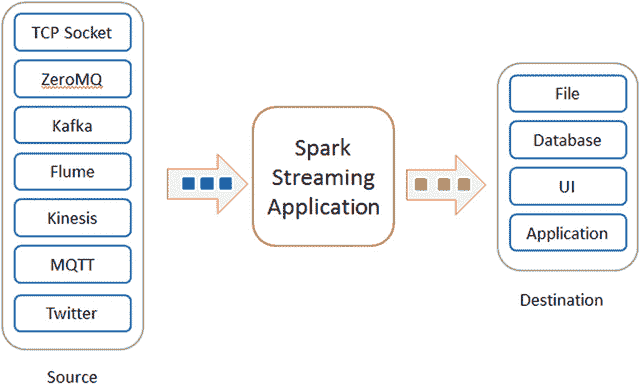 TCP Socket
ZeroMQ
Kafka
Flume
Kinesis
MQTT
Twitter
Source
Spark
Streaming
Application
File
Database
UI
Application
Destination